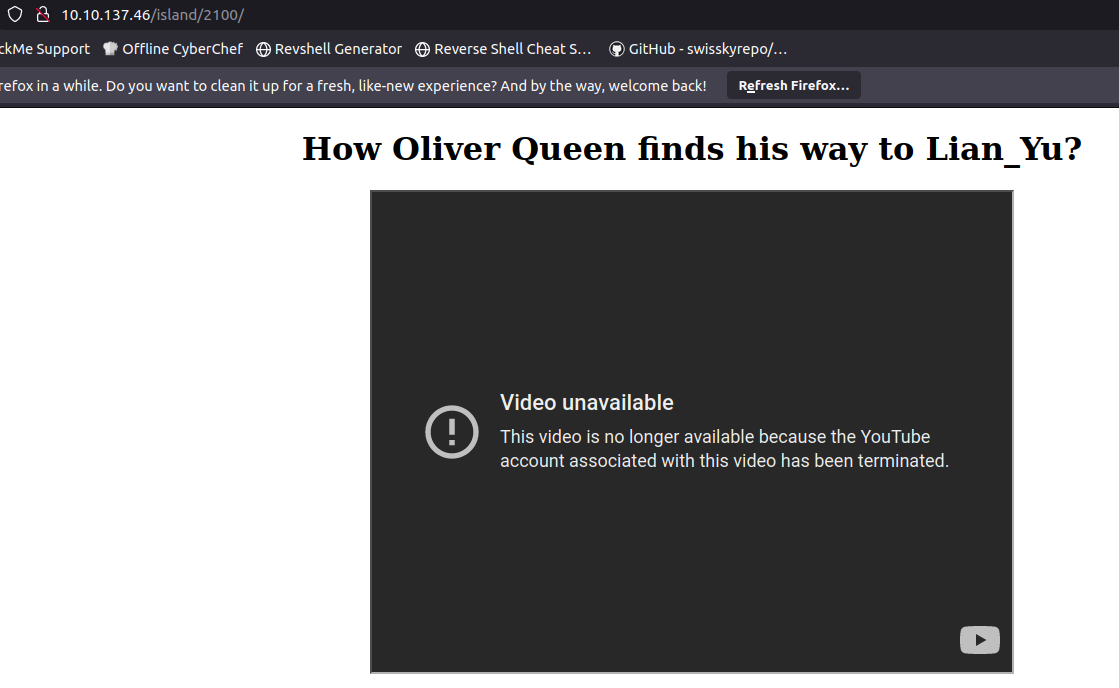 10.10.137.46/island/2100/
ckMe Support Offline CyberChef Revshell Generator Reverse Shell Cheat S… GitHub - swisskyrepo/…
refox in a while. Do you want to clean it up for a fresh, like-new experience? And by the way, welcome back! Refresh Firefox…
How Oliver Queen finds his way to Lian_Yu?
Video unavailable
This video is no longer available because the YouTube
account associated with this video has been terminated.